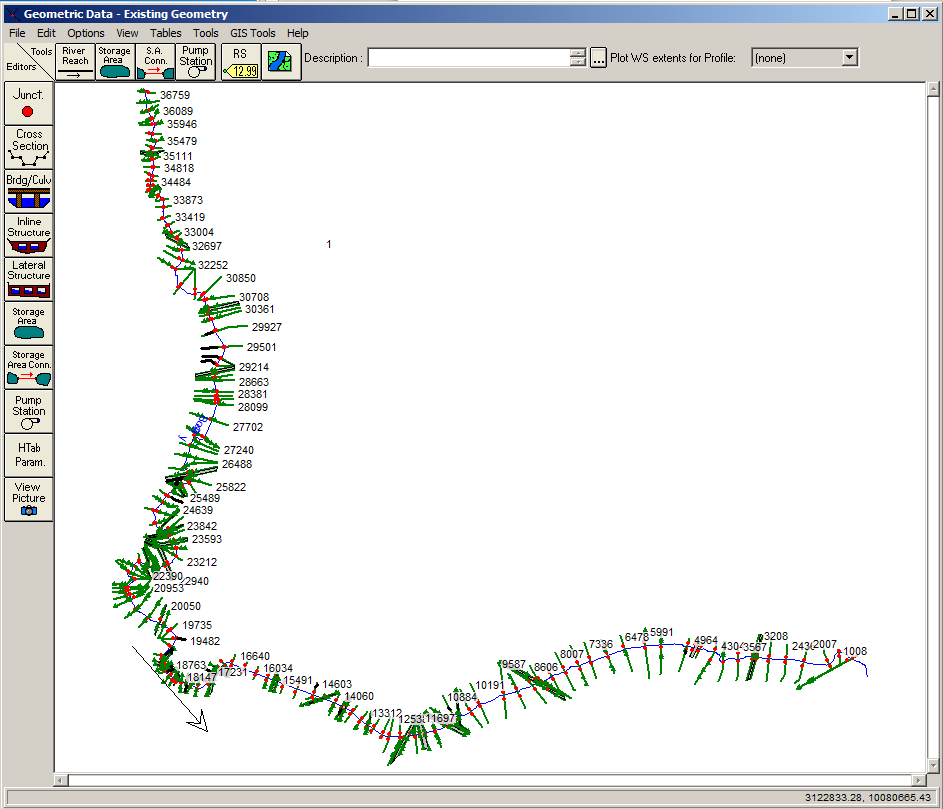 Geometric Data - Existing Geometry
File Edit Options View Tables Tools GIS Tools Help
Tools
Editors
River
Reach
Storage
Area
S.A.
Conn.
Pump
Station
RS
12.99
Description :
...
Plot WS extents for Profile:
(none)
Junct.
Cross
Section
Brdg/Culv
Inline
Structure
Lateral
Structure
Storage
Area
Storage
Area Conn.
Pump
Station
HTab
Param.
View
Picture
36759
36089
35946
35479
35111
34818
34484
33873
33419
33004
1
32697
32252
30850
30708
30361
29927
29501
29214
28663
28381
28099
27702
27240
26488
25822
25489
24639
23842
23593
23212
22390
22940
20953
20050
19735
19482
18763
18147
17231
16640
16034
15491
14603
14060
13312
11697
10884
10191
9587
8606
8007
7336
6478
5991
4964
4304
3567
3208
2007
1008
3122833.28, 10080665.43